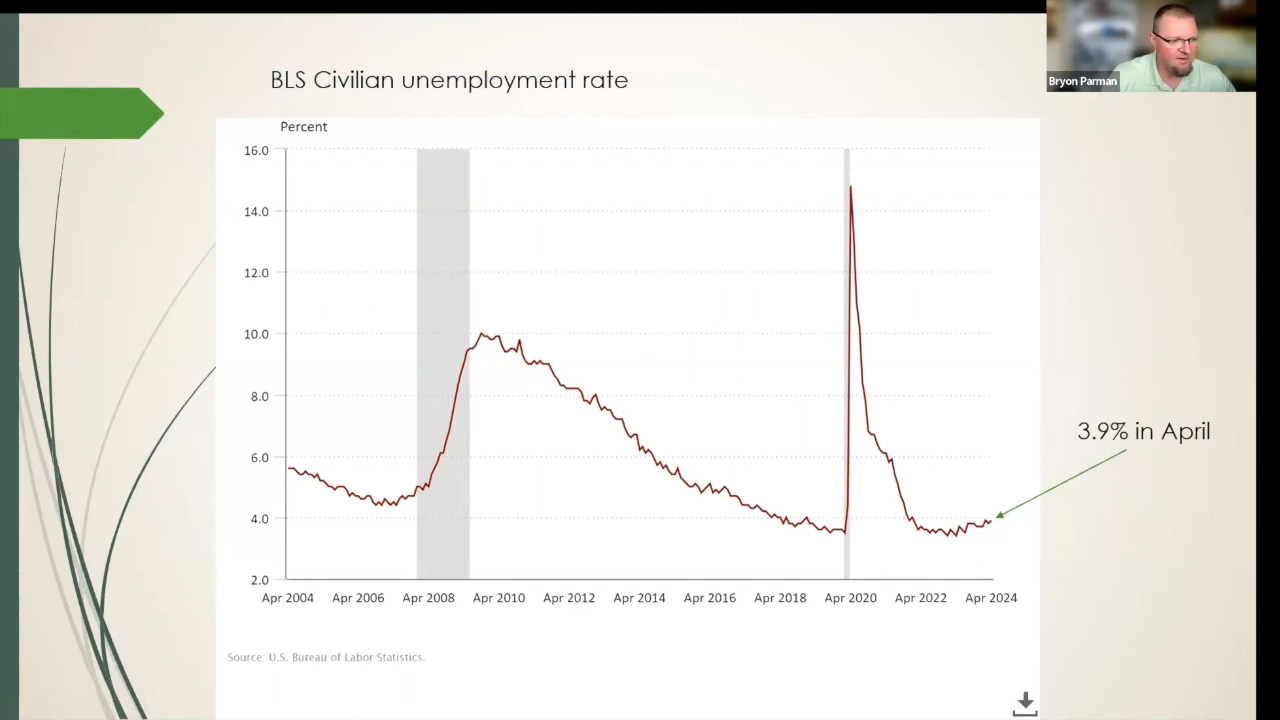 BLS Civilian unemployment rate
Bryon Parman
Percent
16.0
14.0
12.0
10.0
8.0
6.0
4.0
2.0
3.9% in April
Apr 2004 Apr 2006 Apr 2008 Apr 2010 Apr 2012 Apr 2014 Apr 2016 Apr 2018 Apr 2020 Apr 2022 Apr 2024
Source: U.S. Bureau of Labor Statistics.